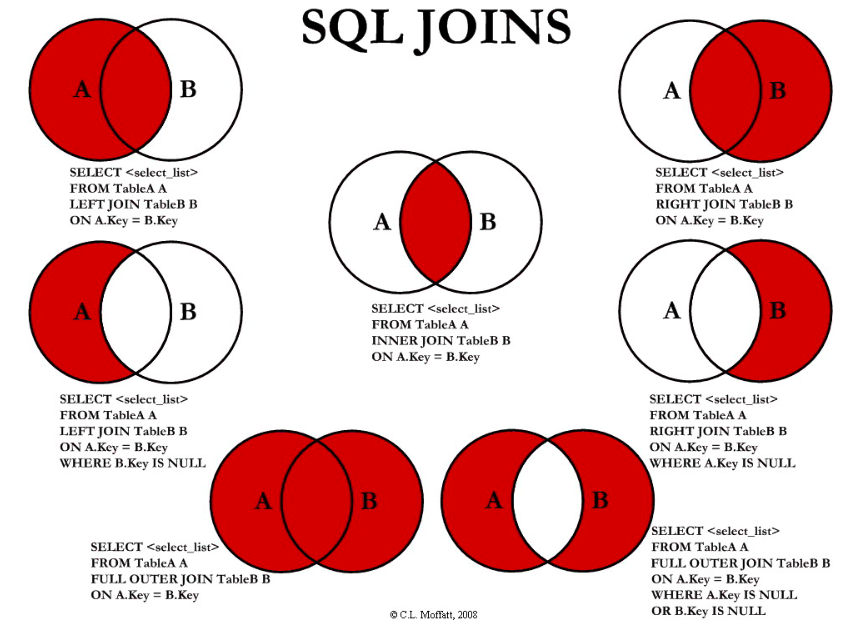 SQL JOINS
A B
SELECT <select_list>
FROM TableA A
LEFT JOIN TableB B
ON A.Key = B.Key
A B
SELECT <select_list>
FROM TableA A
RIGHT JOIN TableB B
ON A.Key = B.Key
A B
SELECT <select_list>
FROM TableA A
INNER JOIN TableB B
ON A.Key = B.Key
A B
SELECT <select_list>
FROM TableA A
LEFT JOIN TableB B
ON A.Key = B.Key
WHERE B.Key IS NULL
A B
SELECT <select_list>
FROM TableA A
RIGHT JOIN TableB B
ON A.Key = B.Key
WHERE A.Key IS NULL
A B
SELECT <select_list>
FROM TableA A
FULL OUTER JOIN TableB B
ON A.Key = B.Key
A B
SELECT <select_list>
FROM TableA A
FULL OUTER JOIN TableB B
ON A.Key = B.Key
WHERE A.Key IS NULL
OR B.Key IS NULL
© C.L. Moffatt, 2008